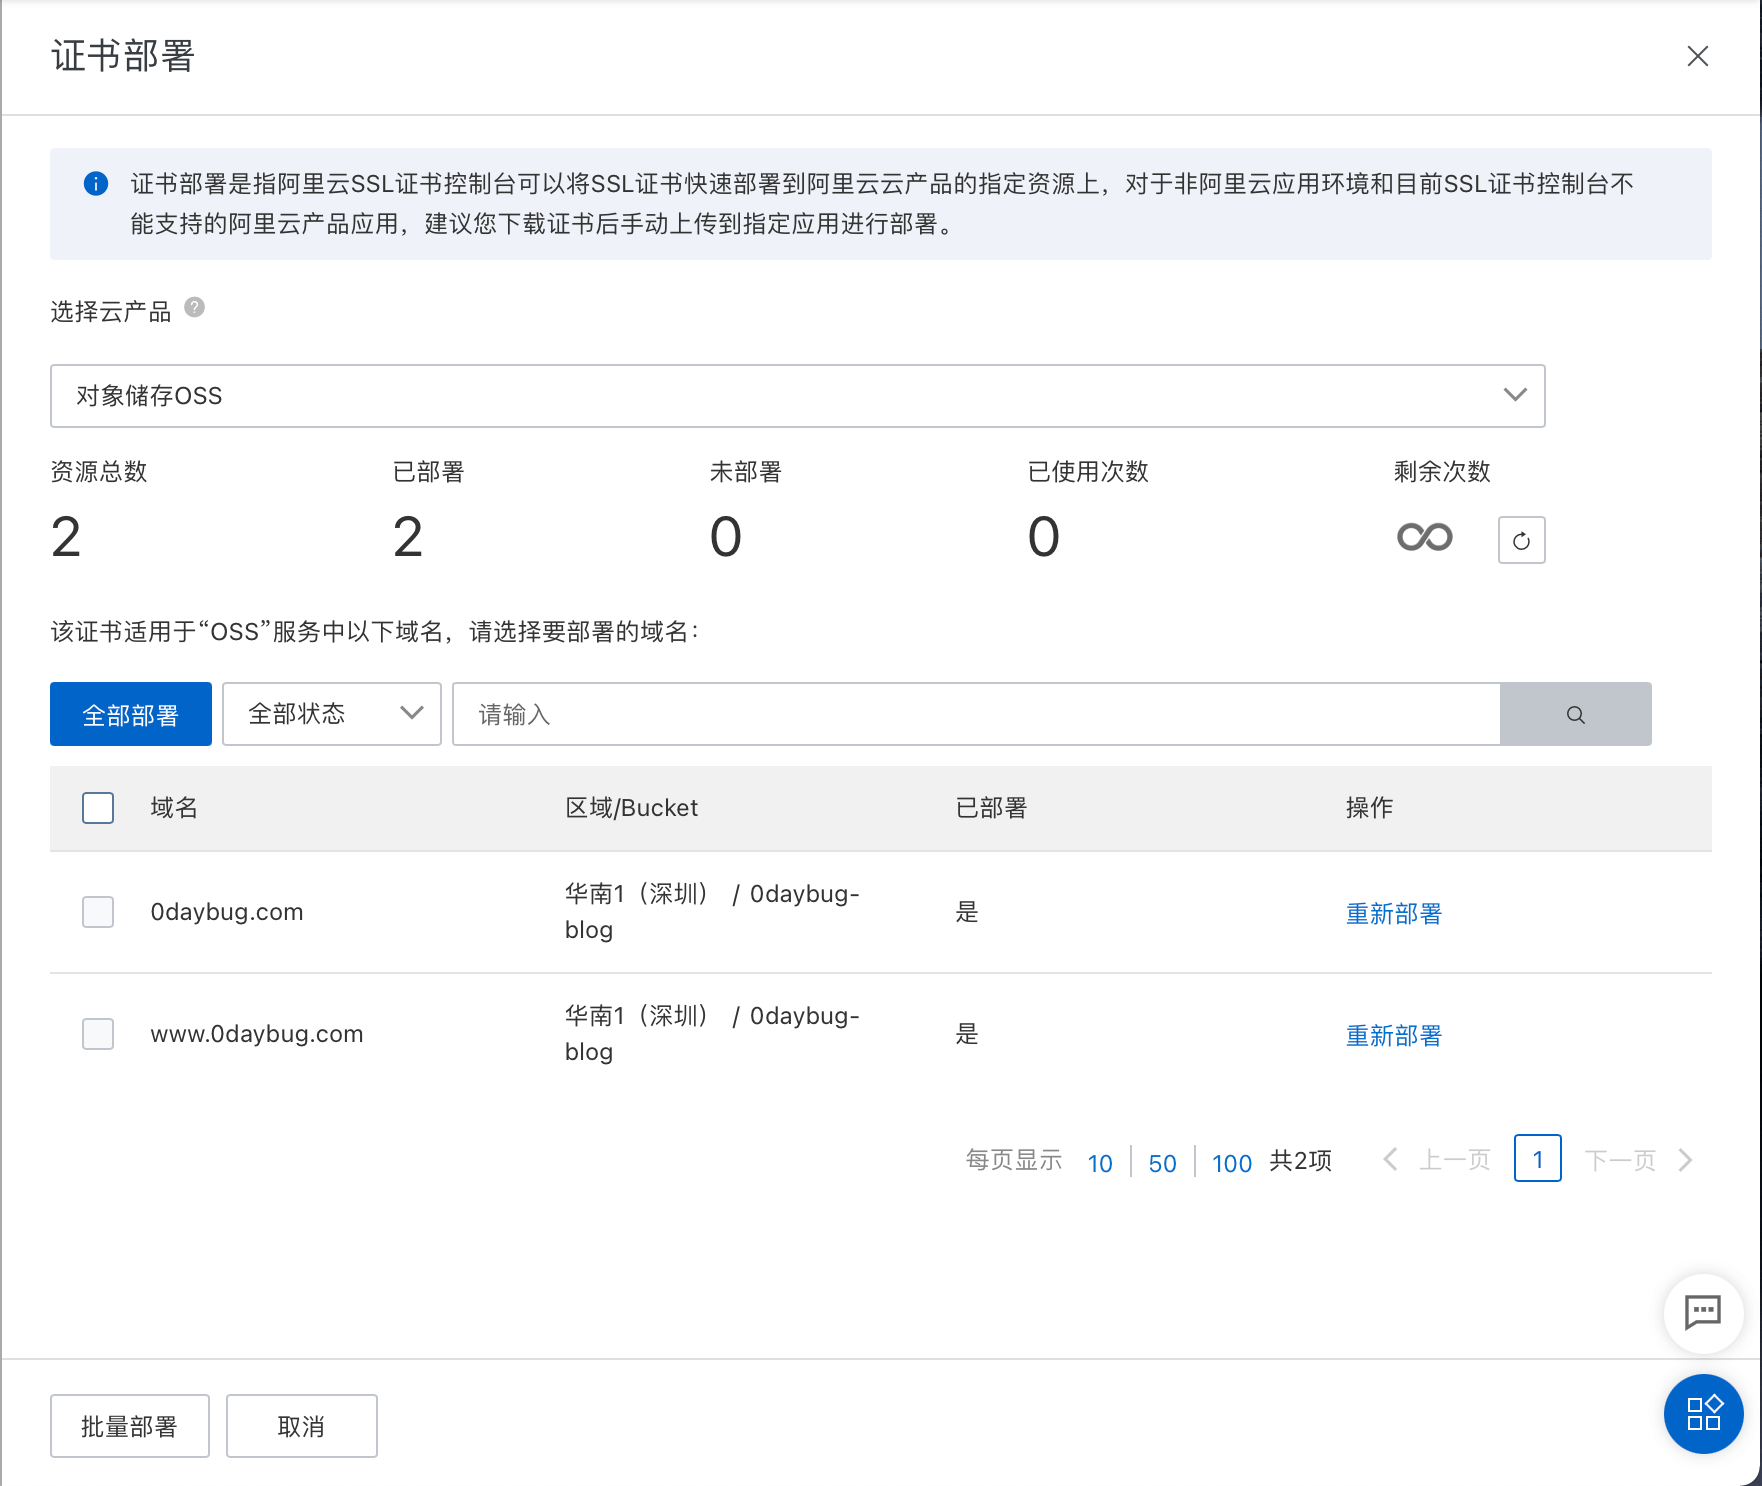 证书部署
证书部署是指阿里云SSL证书控制台可以将SSL证书快速部署到阿里云云产品的指定资源上，对于非阿里云应用环境和目前SSL证书控制台不
能支持的阿里云产品应用，建议您下载证书后手动上传到指定应用进行部署。
选择云产品 ?
对象储存OSS
资源总数 已部署 未部署 已使用次数 剩余次数
2 2 0 0 ∞
该证书适用于“OSS”服务中以下域名，请选择要部署的域名：
全部部署 全部状态 请输入
域名 区域/Bucket 已部署 操作
0daybug.com 华南1（深圳） / 0daybug-blog 是 重新部署
www.0daybug.com 华南1（深圳） / 0daybug-blog 是 重新部署
每页显示 10 50 100 共2项 上一页 1 下一页
批量部署 取消